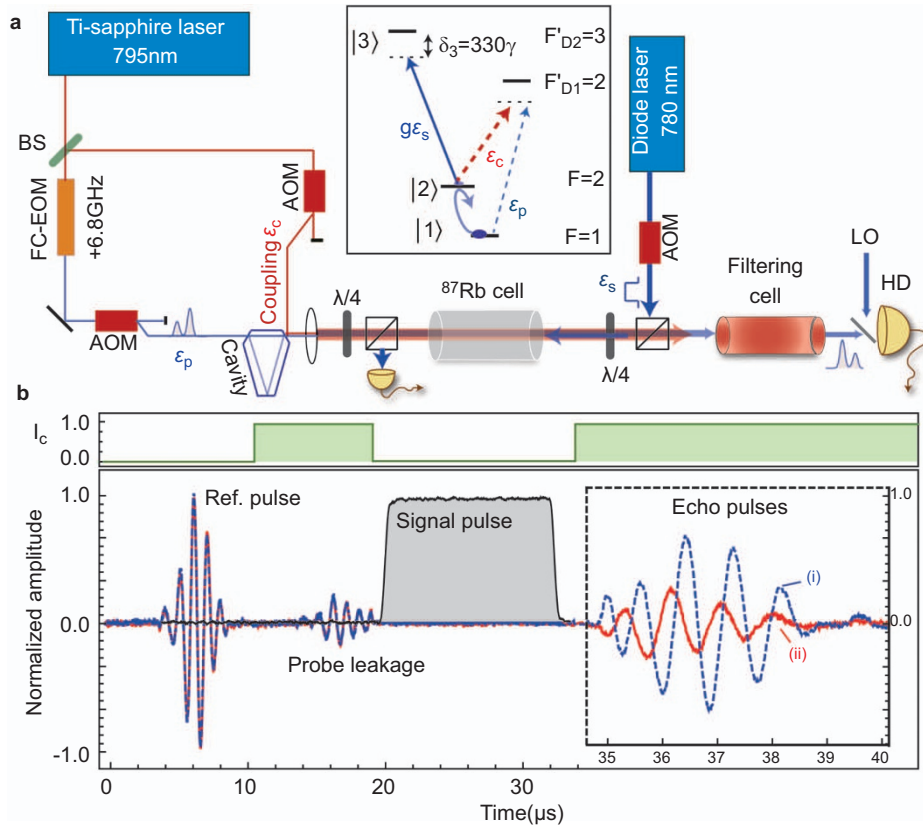 a
Ti-sapphire laser
795nm
BS
FC-EOM
+6.8GHz
AOM
Coupling εc
AOM
εp
Cavity
λ/4
87Rb cell
λ/4
|3⟩
δ3=330γ
F'D2=3
F'D1=2
gεs
εc
|2⟩
F=2
εp
|1⟩
F=1
Diode laser
780 nm
AOM
εs
Filtering
cell
LO
HD
b
Ic
1.0
0.0
Normalized amplitude
1.0
0.0
-1.0
Ref. pulse
Probe leakage
Signal pulse
Echo pulses
1.0
0.0
(i)
(ii)
35 36 37 38 39 40
0 10 20 30
Time(µs)